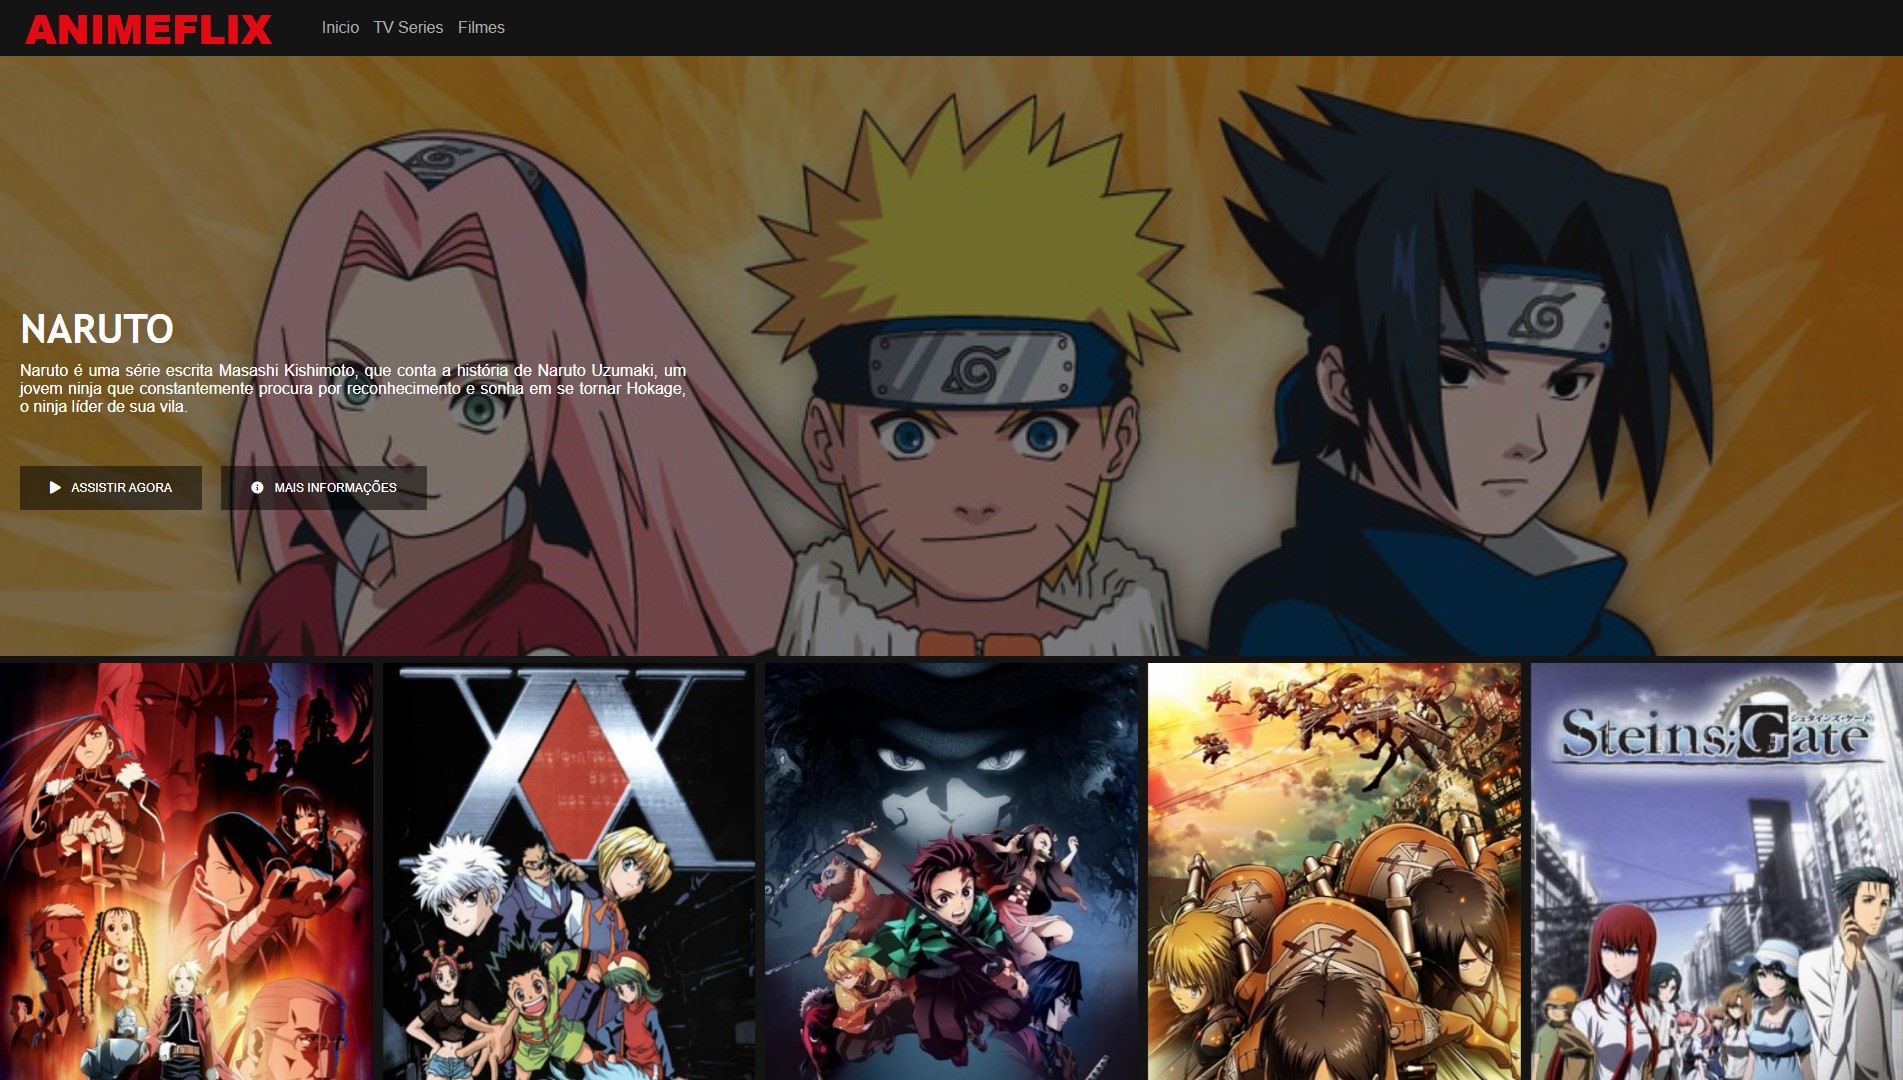 ANIMEFLIX
Inicio TV Series Filmes
NARUTO
Naruto é uma série escrita Masashi Kishimoto, que conta a história de Naruto Uzumaki, um
jovem ninja que constantemente procura por reconhecimento e sonha em se tornar Hokage,
o ninja líder de sua vila.
ASSISTIR AGORA
MAIS INFORMAÇÕES
シュタインズ・ゲート
Steins;Gate